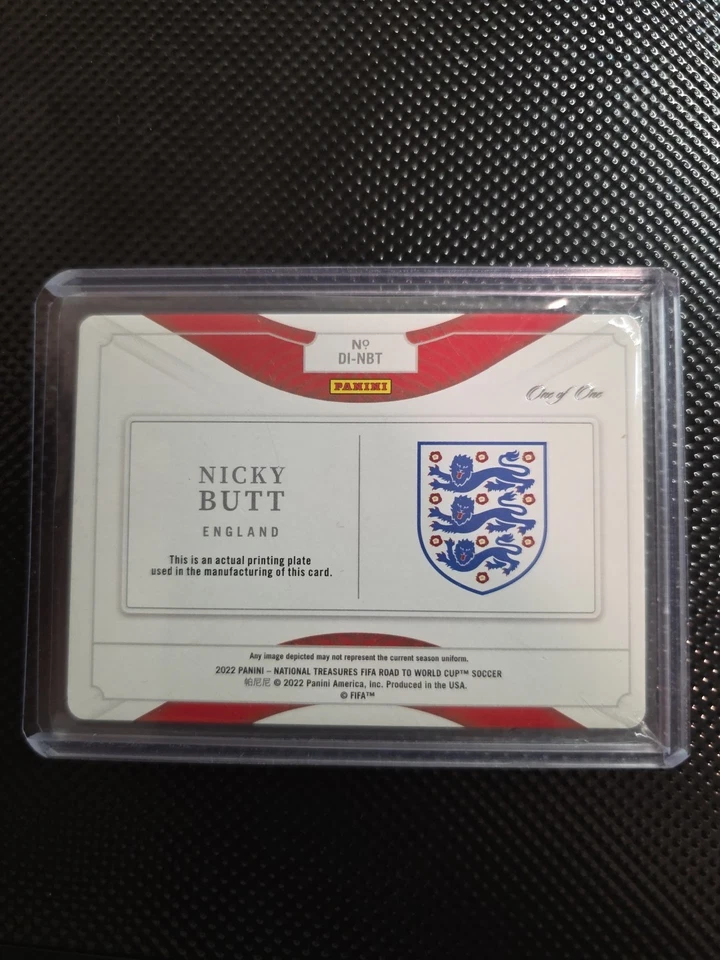 Nº
DI-NBT
PANINI
One of One
NICKY
BUTT
ENGLAND
This is an actual printing plate
used in the manufacturing of this card.
Any image depicted may not represent the current season uniform.
2022 PANINI – NATIONAL TREASURES FIFA ROAD TO WORLD CUP™ SOCCER
帕尼尼 © 2022 Panini America, Inc. Produced in the USA.
© FIFA™